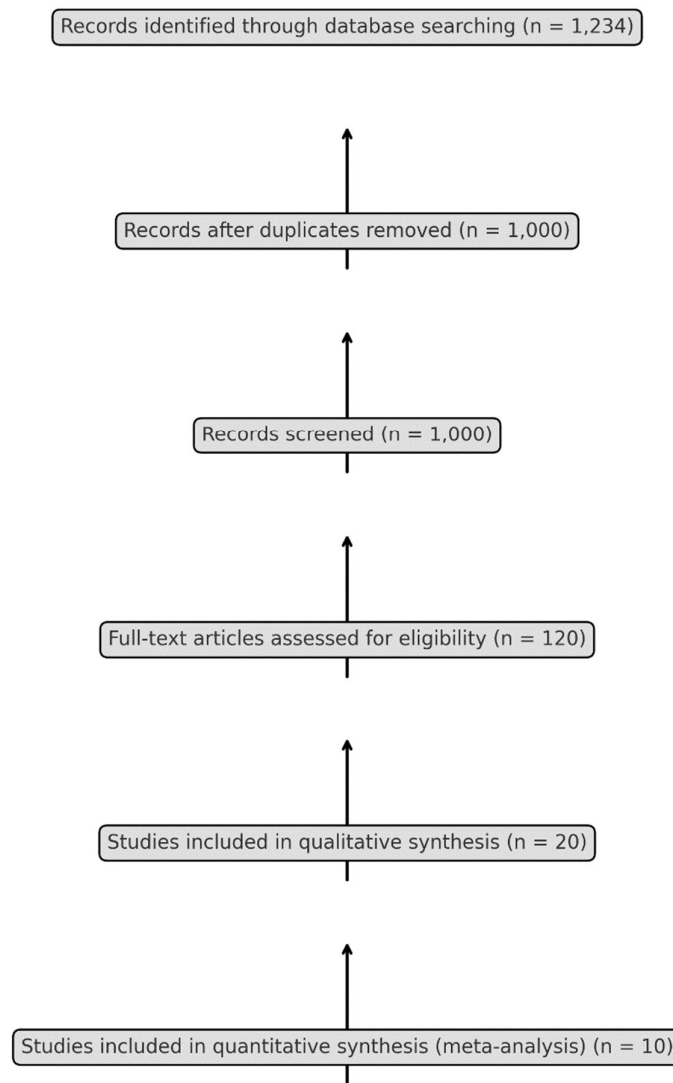 Records identified through database searching (n = 1,234)
Records after duplicates removed (n = 1,000)
Records screened (n = 1,000)
Full-text articles assessed for eligibility (n = 120)
Studies included in qualitative synthesis (n = 20)
Studies included in quantitative synthesis (meta-analysis) (n = 10)